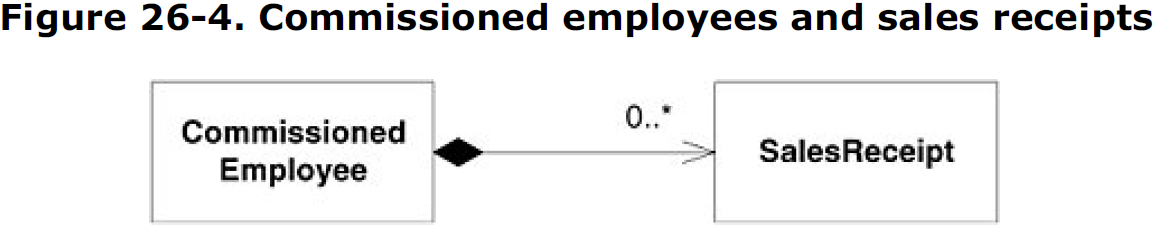 Figure 26-4. Commissioned employees and sales receipts
0..*
Commissioned
Employee
SalesReceipt